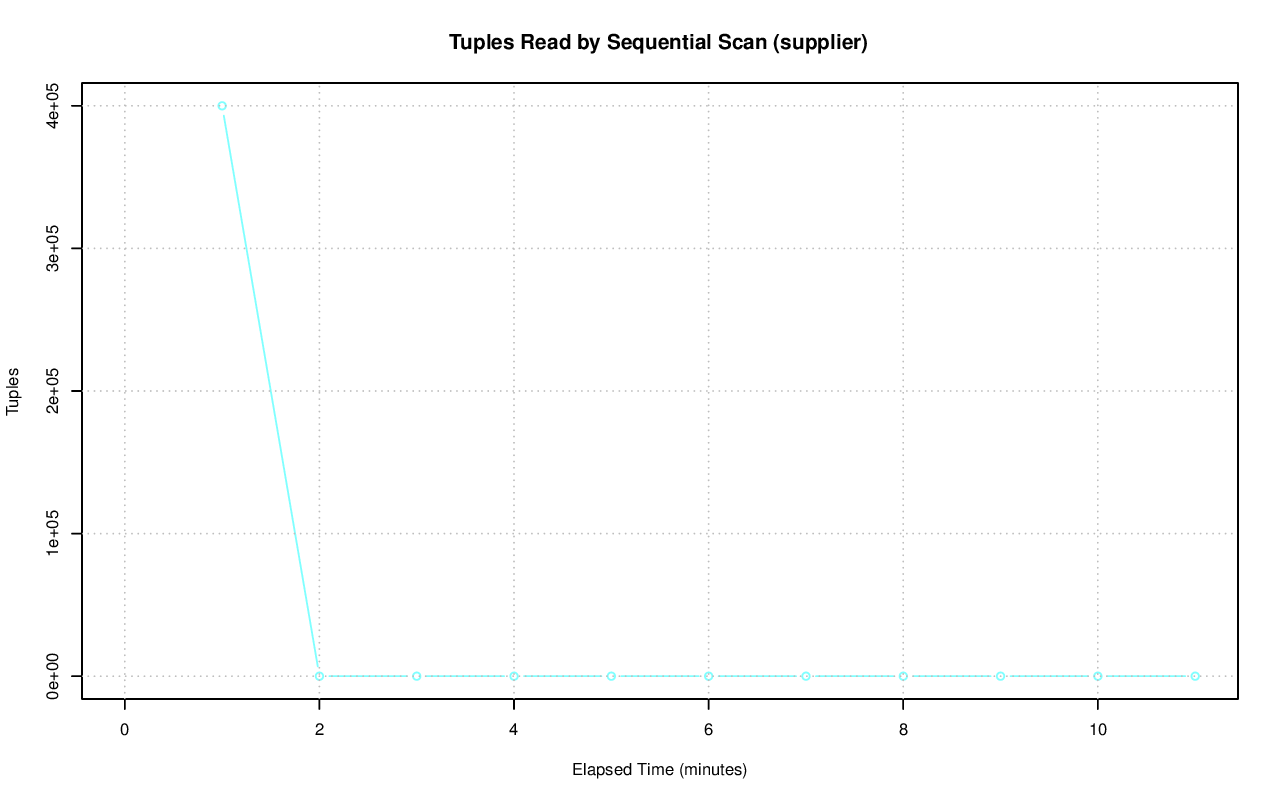 Tuples Read by Sequential Scan (supplier)
4e+05
3e+05
2e+05
1e+05
0e+00
Tuples
0 2 4 6 8 10
Elapsed Time (minutes)